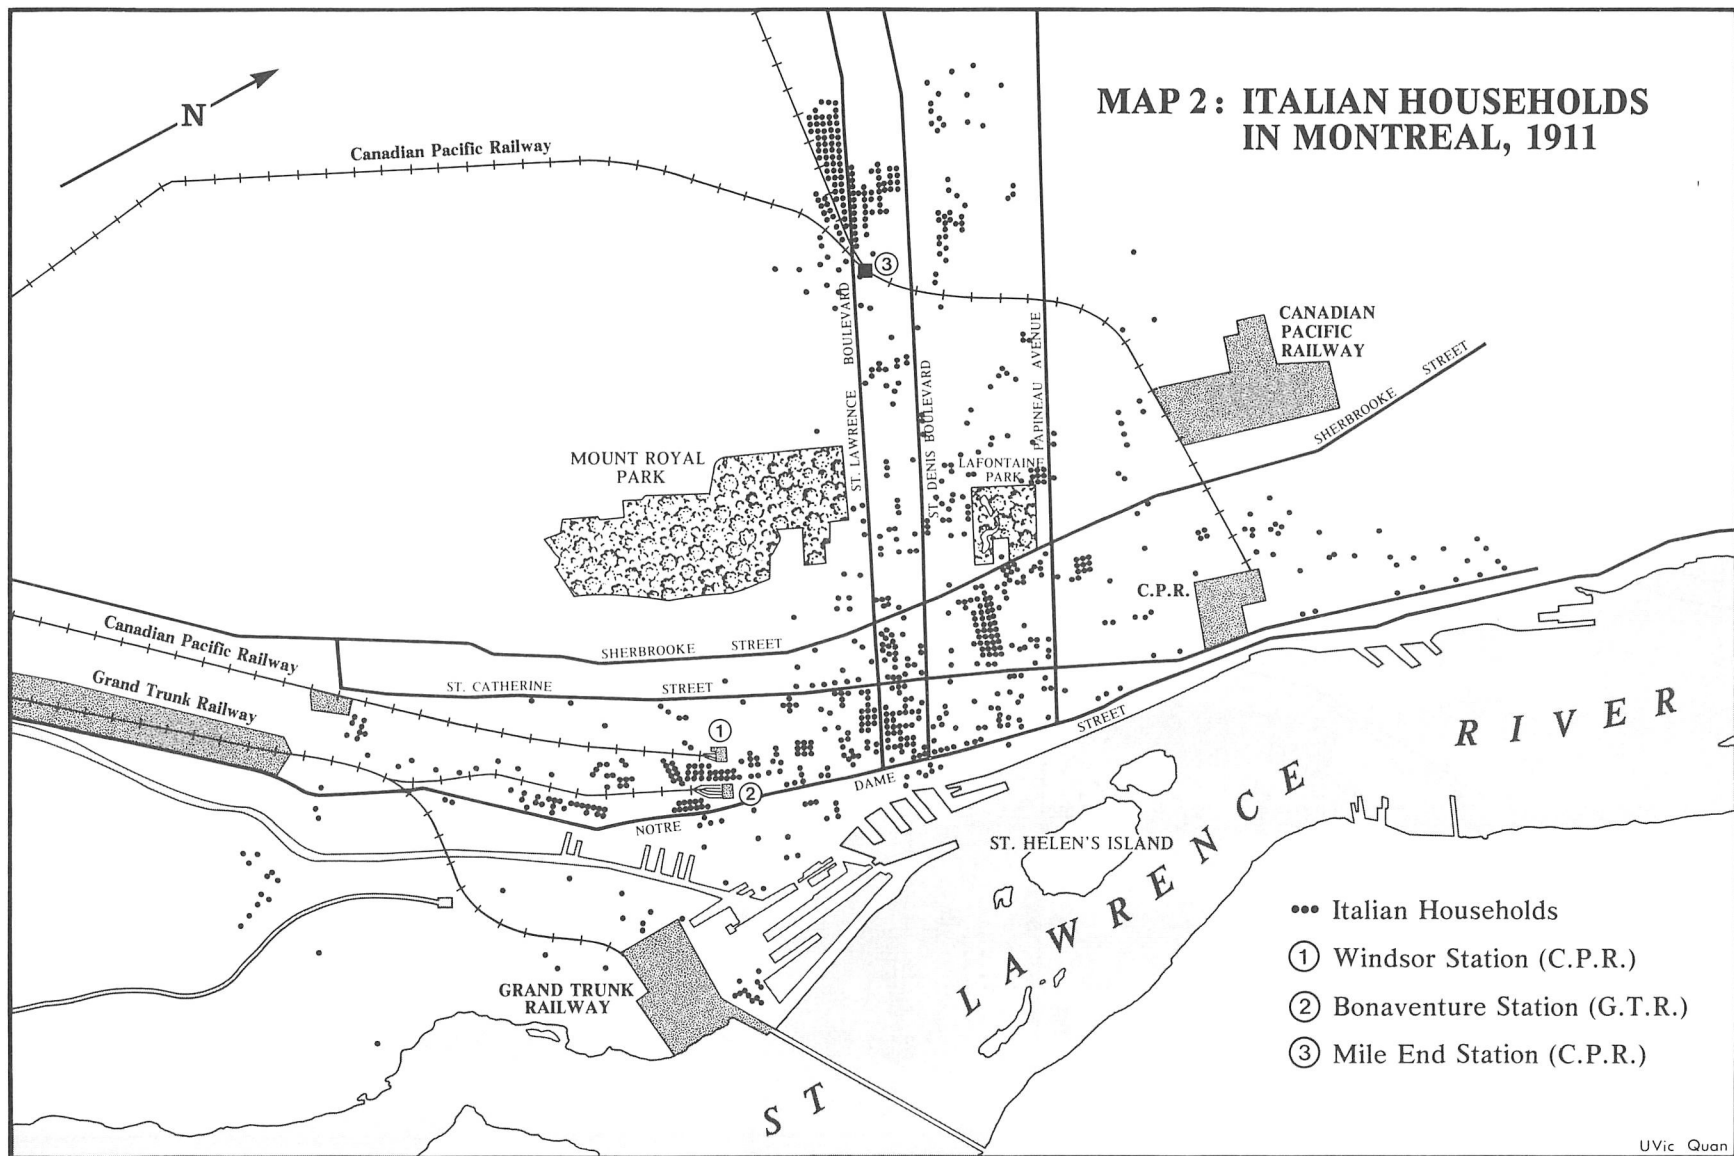 MAP 2: ITALIAN HOUSEHOLDS
IN MONTREAL, 1911
N
Canadian Pacific Railway
3
CANADIAN
PACIFIC
RAILWAY
ST. LAWRENCE BOULEVARD
ST. DENIS BOULEVARD
PAPINEAU AVENUE
SHERBROOKE STREET
MOUNT ROYAL
PARK
LAFONTAINE
PARK
C.P.R.
Canadian Pacific Railway
SHERBROOKE STREET
Grand Trunk Railway
ST. CATHERINE STREET
1
2
NOTRE DAME STREET
ST. HELEN'S ISLAND
ST LAWRENCE RIVER
GRAND TRUNK
RAILWAY
Italian Households
1 Windsor Station (C.P.R.)
2 Bonaventure Station (G.T.R.)
3 Mile End Station (C.P.R.)
UVic Quan